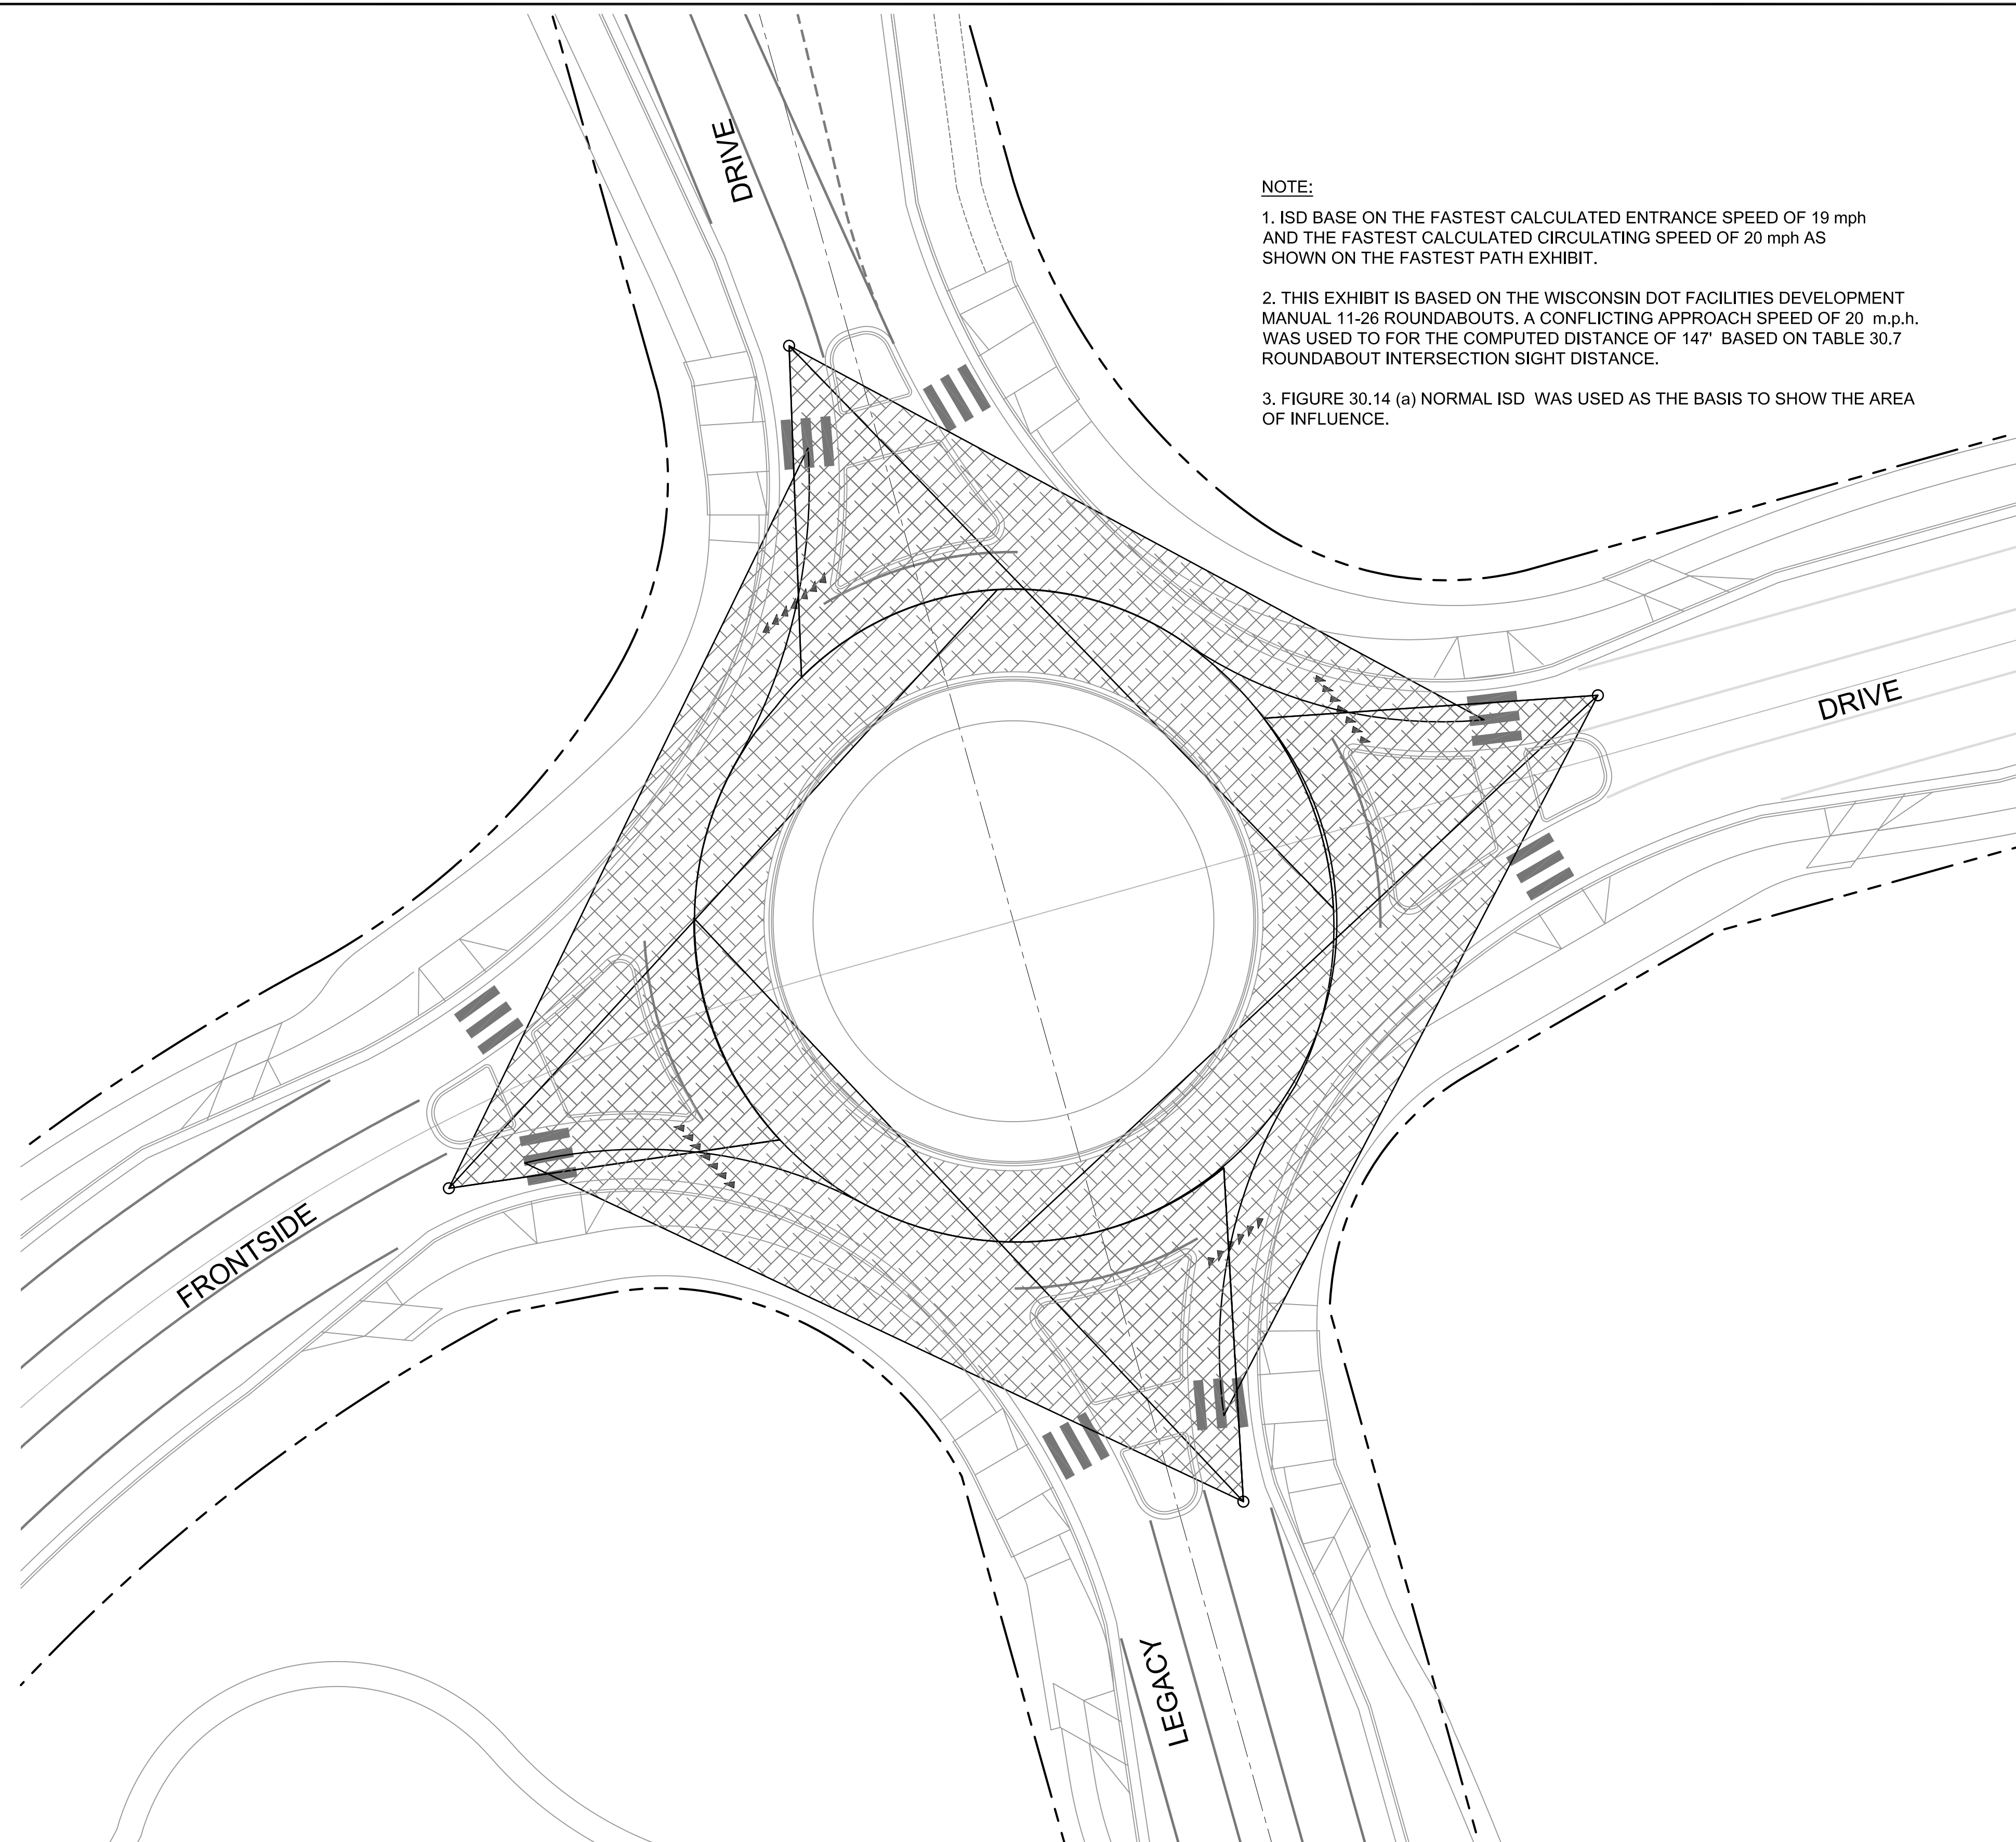 DRIVE
NOTE:
1. ISD BASE ON THE FASTEST CALCULATED ENTRANCE SPEED OF 19 mph
AND THE FASTEST CALCULATED CIRCULATING SPEED OF 20 mph AS
SHOWN ON THE FASTEST PATH EXHIBIT.
2. THIS EXHIBIT IS BASED ON THE WISCONSIN DOT FACILITIES DEVELOPMENT
MANUAL 11-26 ROUNDABOUTS. A CONFLICTING APPROACH SPEED OF 20 m.p.h.
WAS USED TO FOR THE COMPUTED DISTANCE OF 147' BASED ON TABLE 30.7
ROUNDABOUT INTERSECTION SIGHT DISTANCE.
3. FIGURE 30.14 (a) NORMAL ISD WAS USED AS THE BASIS TO SHOW THE AREA
OF INFLUENCE.
DRIVE
FRONTSIDE
LEGACY